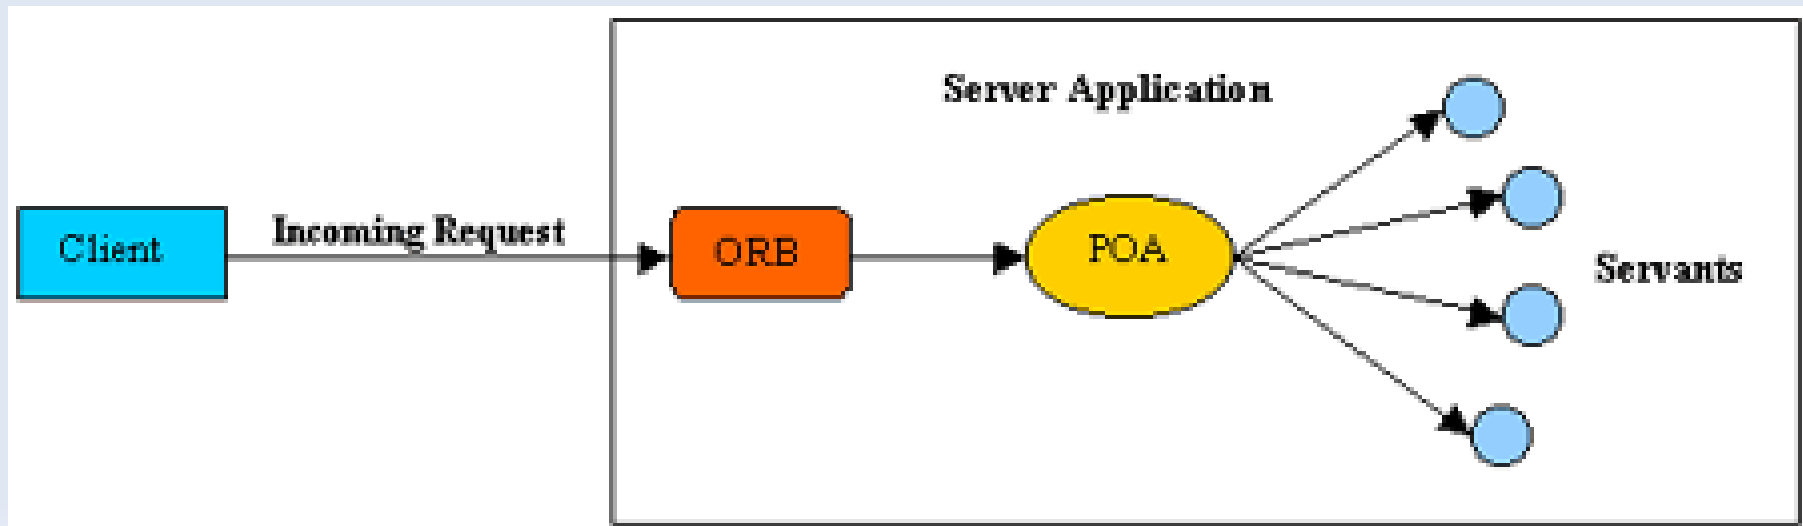 Server Application
Client
Incoming Request
ORB
POA
Servants